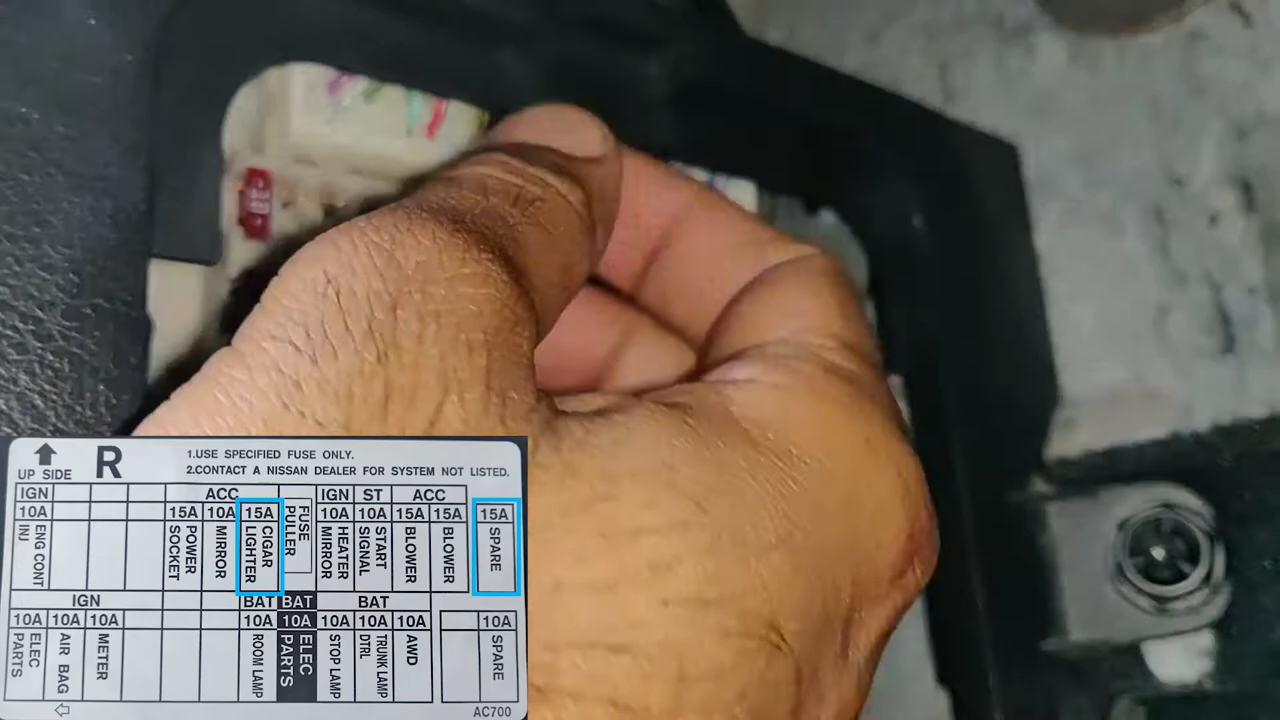 UP SIDE
R
1.USE SPECIFIED FUSE ONLY.
2.CONTACT A NISSAN DEALER FOR SYSTEM NOT LISTED.
IGN ACC IGN ST ACC
10A 15A 10A 15A FUSE PULLER 10A 10A 15A 15A 15A
ENG CONT INJ POWER SOCKET MIRROR CIGAR LIGHTER HEATER MIRROR START SIGNAL BLOWER BLOWER SPARE
IGN BAT BAT BAT
10A 10A 10A 10A 10A 10A 10A 10A 10A
ELEC PARTS AIR BAG METER ROOM LAMP ELEC PARTS STOP LAMP TRUNK LAMP DTRL AWD SPARE
AC700